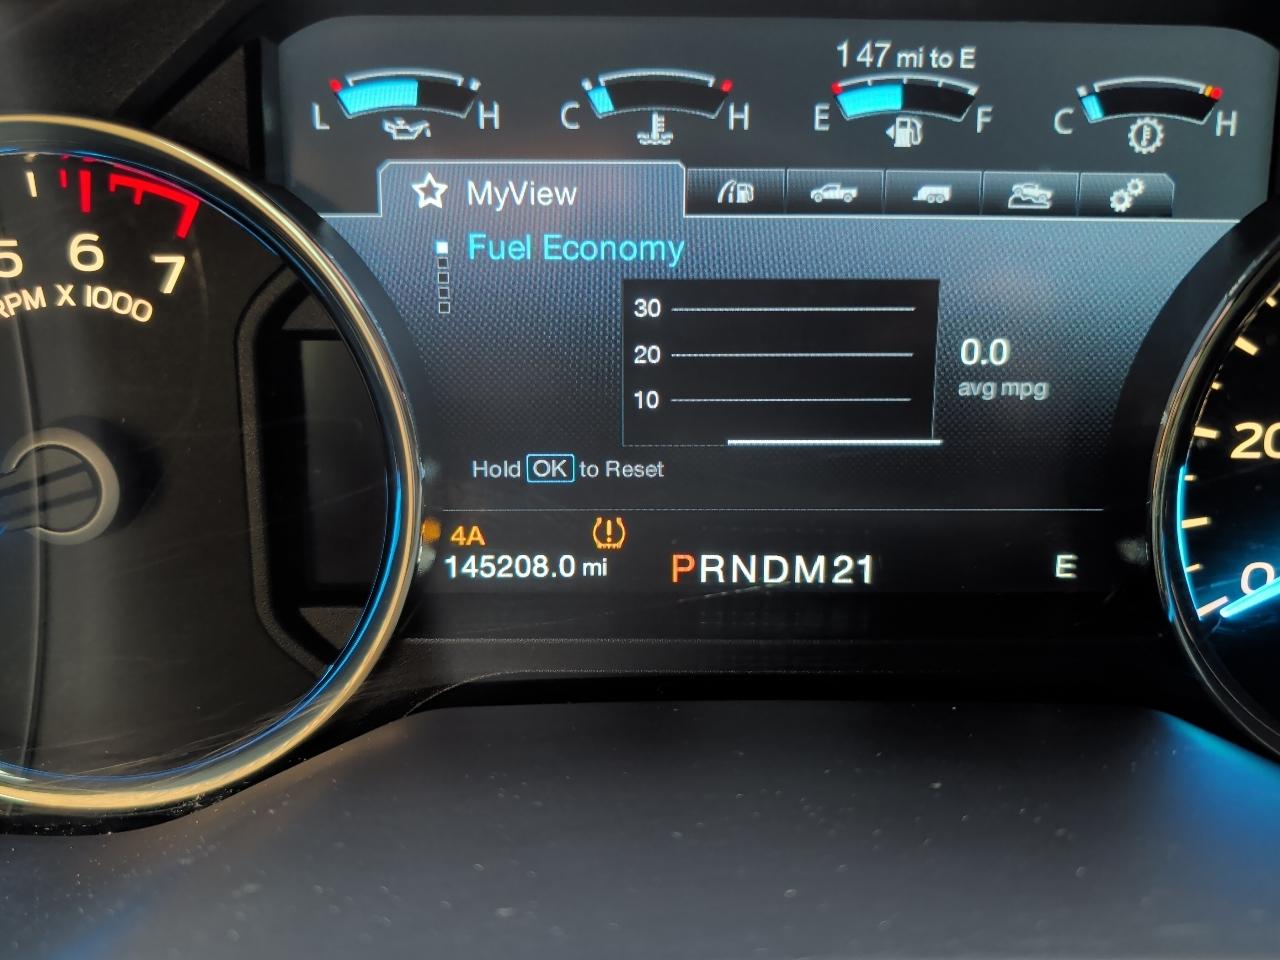 147 mi to E
L H C H E F C H
MyView
Fuel Economy
5 6 7
RPM X 1000
30
20
10
0.0
avg mpg
Hold OK to Reset
4A
145208.0 mi PRNDM21 E
20
0